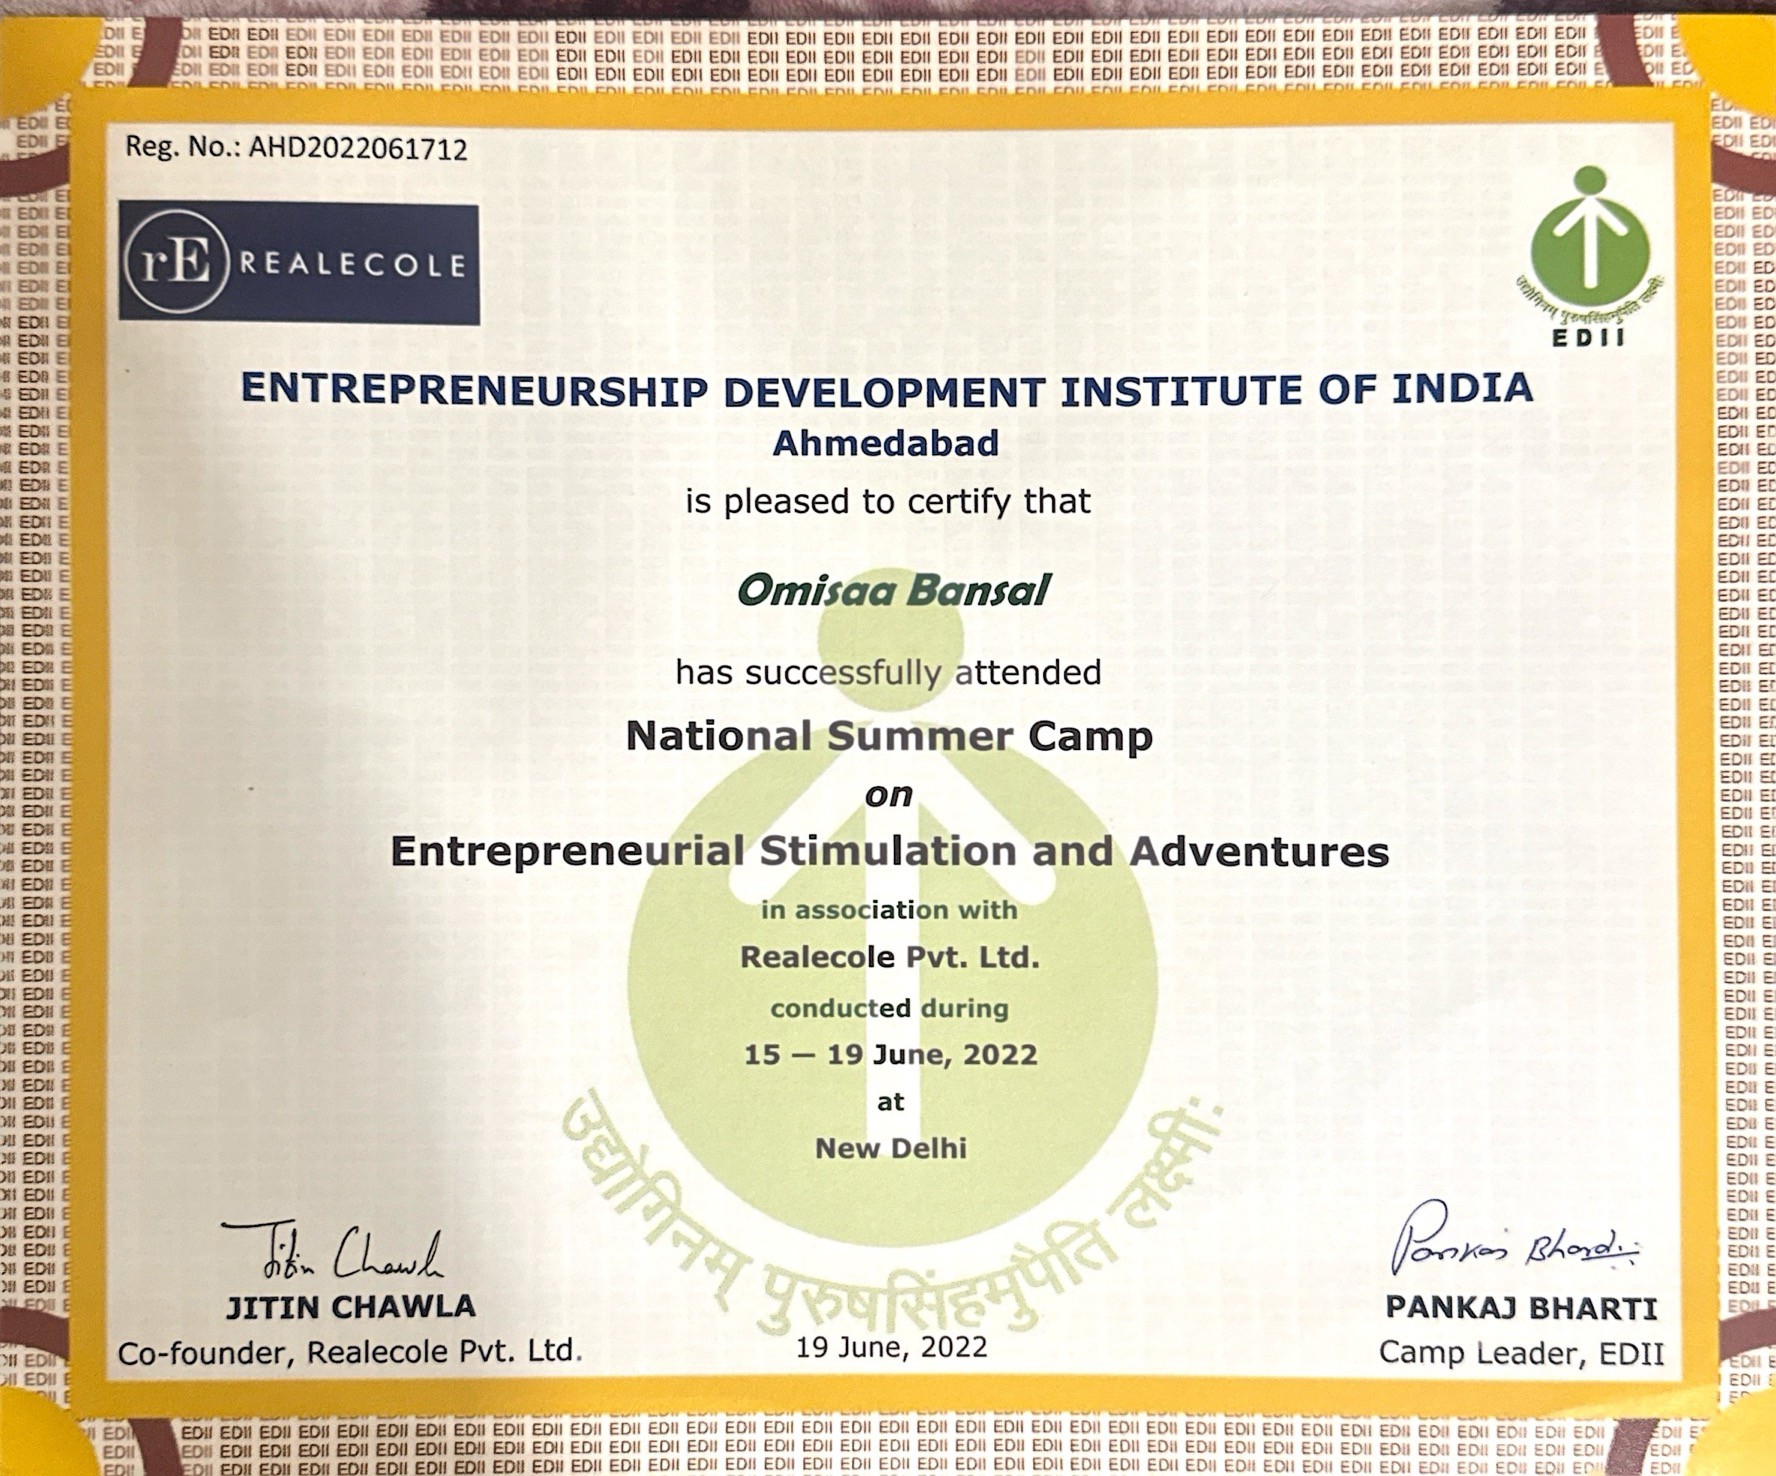 Reg. No.: AHD2022061712
rE REALECOLE
उद्योगिनम् पुरुषसिंहमुपैति लक्ष्मीः
EDII
ENTREPRENEURSHIP DEVELOPMENT INSTITUTE OF INDIA
Ahmedabad
is pleased to certify that
Omisaa Bansal
has successfully attended
National Summer Camp
on
Entrepreneurial Stimulation and Adventures
in association with
Realecole Pvt. Ltd.
conducted during
15 — 19 June, 2022
at
New Delhi
उद्योगिनम् पुरुषसिंहमुपैति लक्ष्मीः
Jitin Chawla
Pankaj Bharti
JITIN CHAWLA
PANKAJ BHARTI
Co-founder, Realecole Pvt. Ltd.
19 June, 2022
Camp Leader, EDII